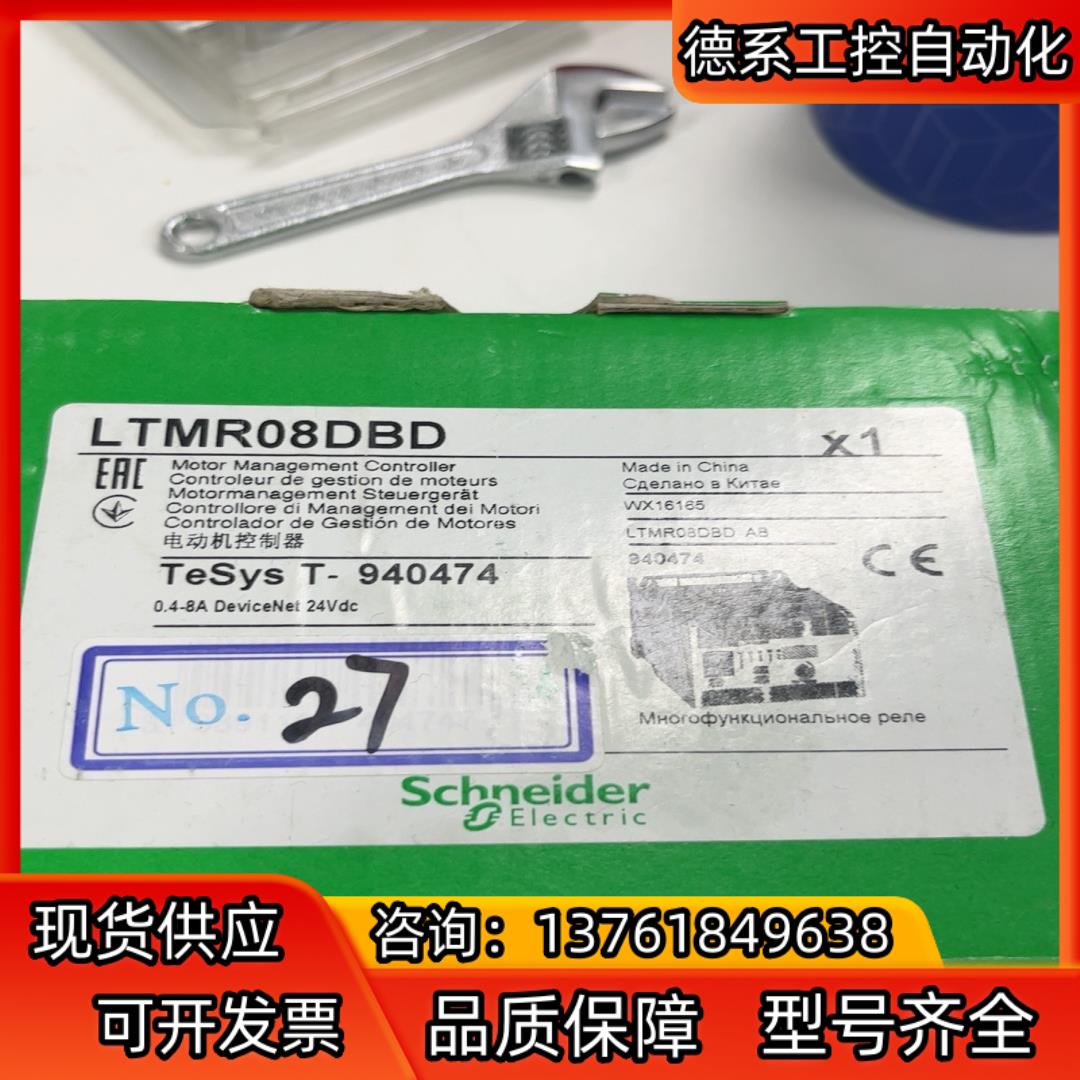 德系工控自动化
LTMR08DBD
x1
EAC
Motor Management Controller
Controleur de gestion de moteurs
Motormanagement Steuergerät
Controllore di Management dei Motori
Controlador de Gestión de Motores
电动机控制器
Made in China
Сделано в Китае
WX16165
LTMR08DBD AB
940474
CE
TeSys T- 940474
0.4-8A DeviceNet 24Vdc
No. 27
Многофункциональное реле
Schneider
Electric
现货供应
咨询：13761849638
可开发票
品质保障
型号齐全